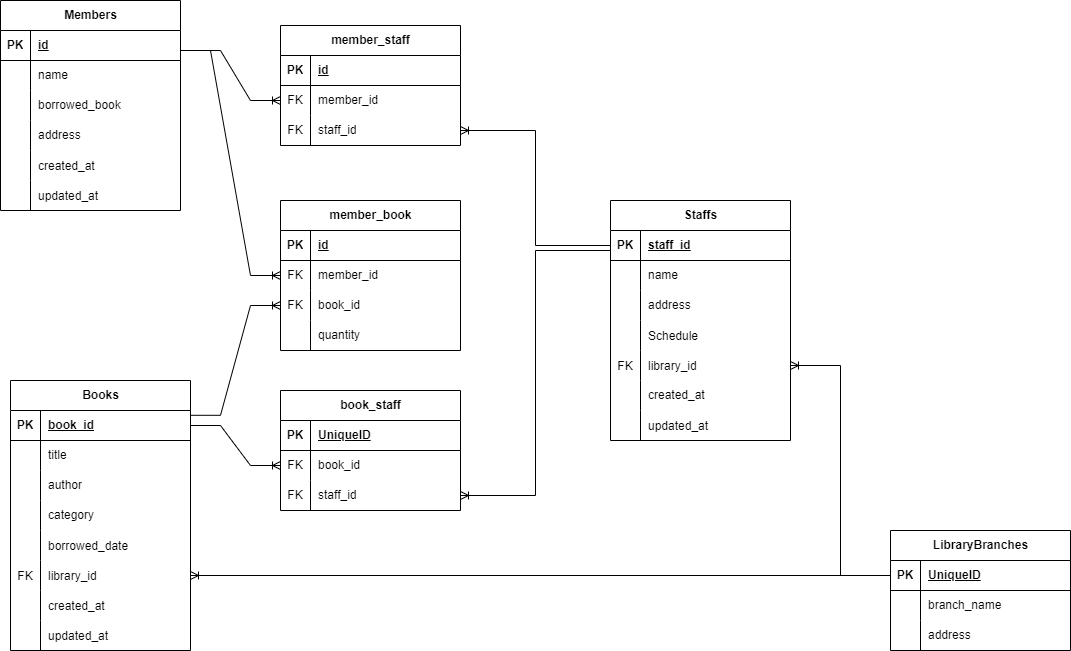 Members
PK id
name
borrowed_book
address
created_at
updated_at
member_staff
PK id
FK member_id
FK staff_id
member_book
PK id
FK member_id
FK book_id
quantity
Staffs
PK staff_id
name
address
Schedule
FK library_id
created_at
updated_at
Books
PK book_id
title
author
category
borrowed_date
FK library_id
created_at
updated_at
book_staff
PK UniqueID
FK book_id
FK staff_id
LibraryBranches
PK UniqueID
branch_name
address